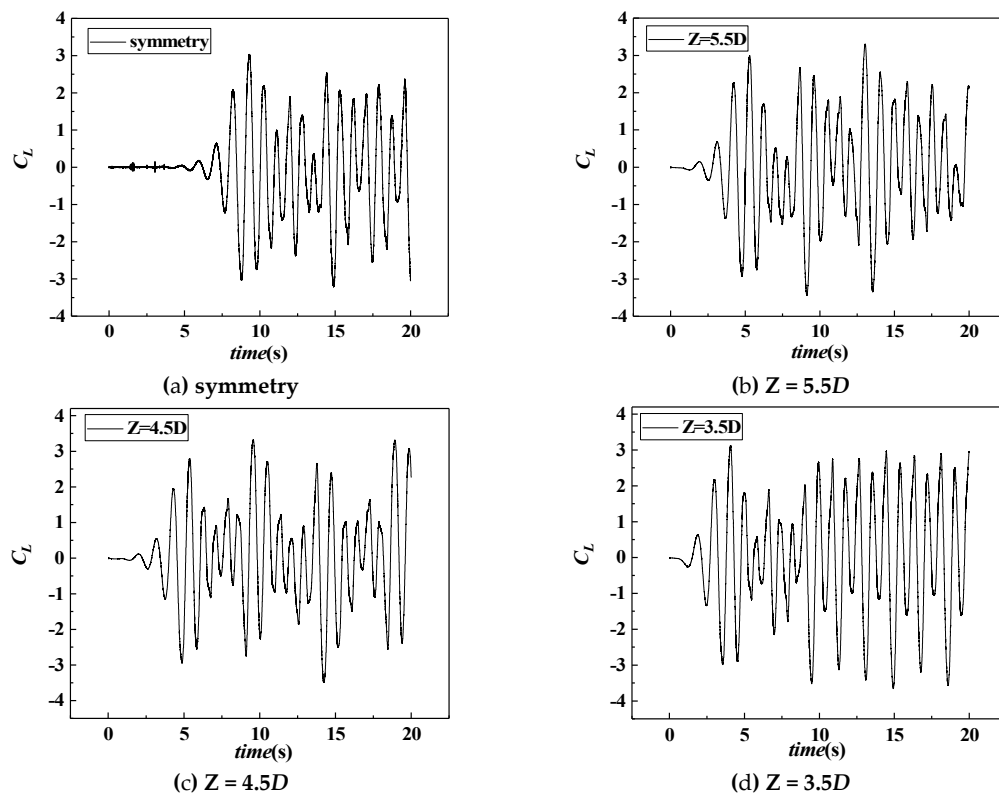 4
3
2
1
0
-1
-2
-3
-4
C_L
symmetry
0 5 10 15 20
time(s)
(a) symmetry
4
3
2
1
0
-1
-2
-3
-4
C_L
Z=5.5D
0 5 10 15 20
time(s)
(b) Z = 5.5D
4
3
2
1
0
-1
-2
-3
-4
C_L
Z=4.5D
0 5 10 15 20
time(s)
(c) Z = 4.5D
4
3
2
1
0
-1
-2
-3
-4
C_L
Z=3.5D
0 5 10 15 20
time(s)
(d) Z = 3.5D